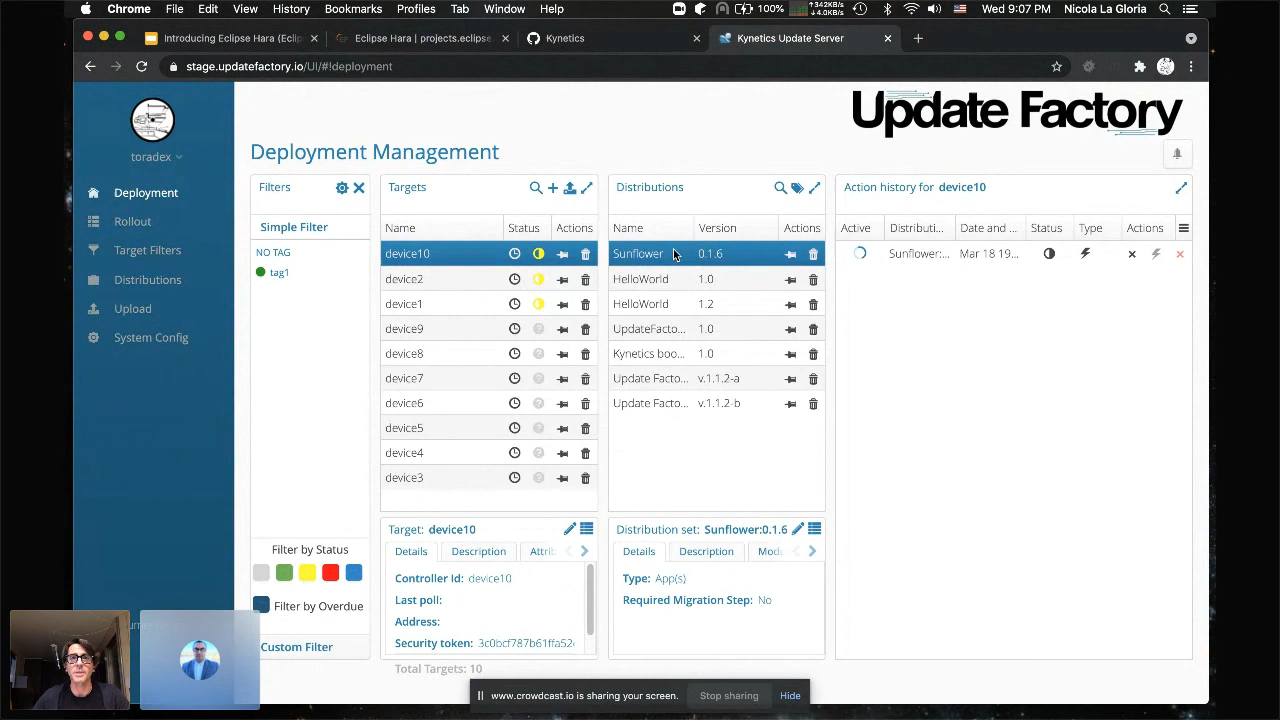 Chrome File Edit View History Bookmarks Profiles Tab Window Help 100% 342KB/s 4.0KB/s Wed 9:07 PM Nicola La Gloria
Introducing Eclipse Hara (Ecli Eclipse Hara | projects.eclipse. Kynetics Kynetics Update Server
stage.updatefactory.io/UI/#!deployment
Update Factory
toradex
Deployment Management
Deployment
Rollout
Target Filters
Distributions
Upload
System Config
Filters
Simple Filter
NO TAG
tag1
Filter by Status
Filter by Overdue
Custom Filter
Targets
Name Status Actions
device10
device2
device1
device9
device8
device7
device6
device5
device4
device3
Target: device10
Details Description Attrib
Controller Id: device10
Last poll:
Address:
Security token: 3c0bcf787b61ffa52
Total Targets: 10
Distributions
Name Version Actions
Sunflower 0.1.6
HelloWorld 1.0
HelloWorld 1.2
UpdateFacto... 1.0
Kynetics boo... 1.0
Update Facto... v.1.1.2-a
Update Facto... v.1.1.2-b
Distribution set: Sunflower:0.1.6
Details Description Mod
Type: App(s)
Required Migration Step: No
Action history for device10
Active Distributi... Date and ... Status Type Actions
Sunflower:... Mar 18 19...
www.crowdcast.io is sharing your screen. Stop sharing Hide